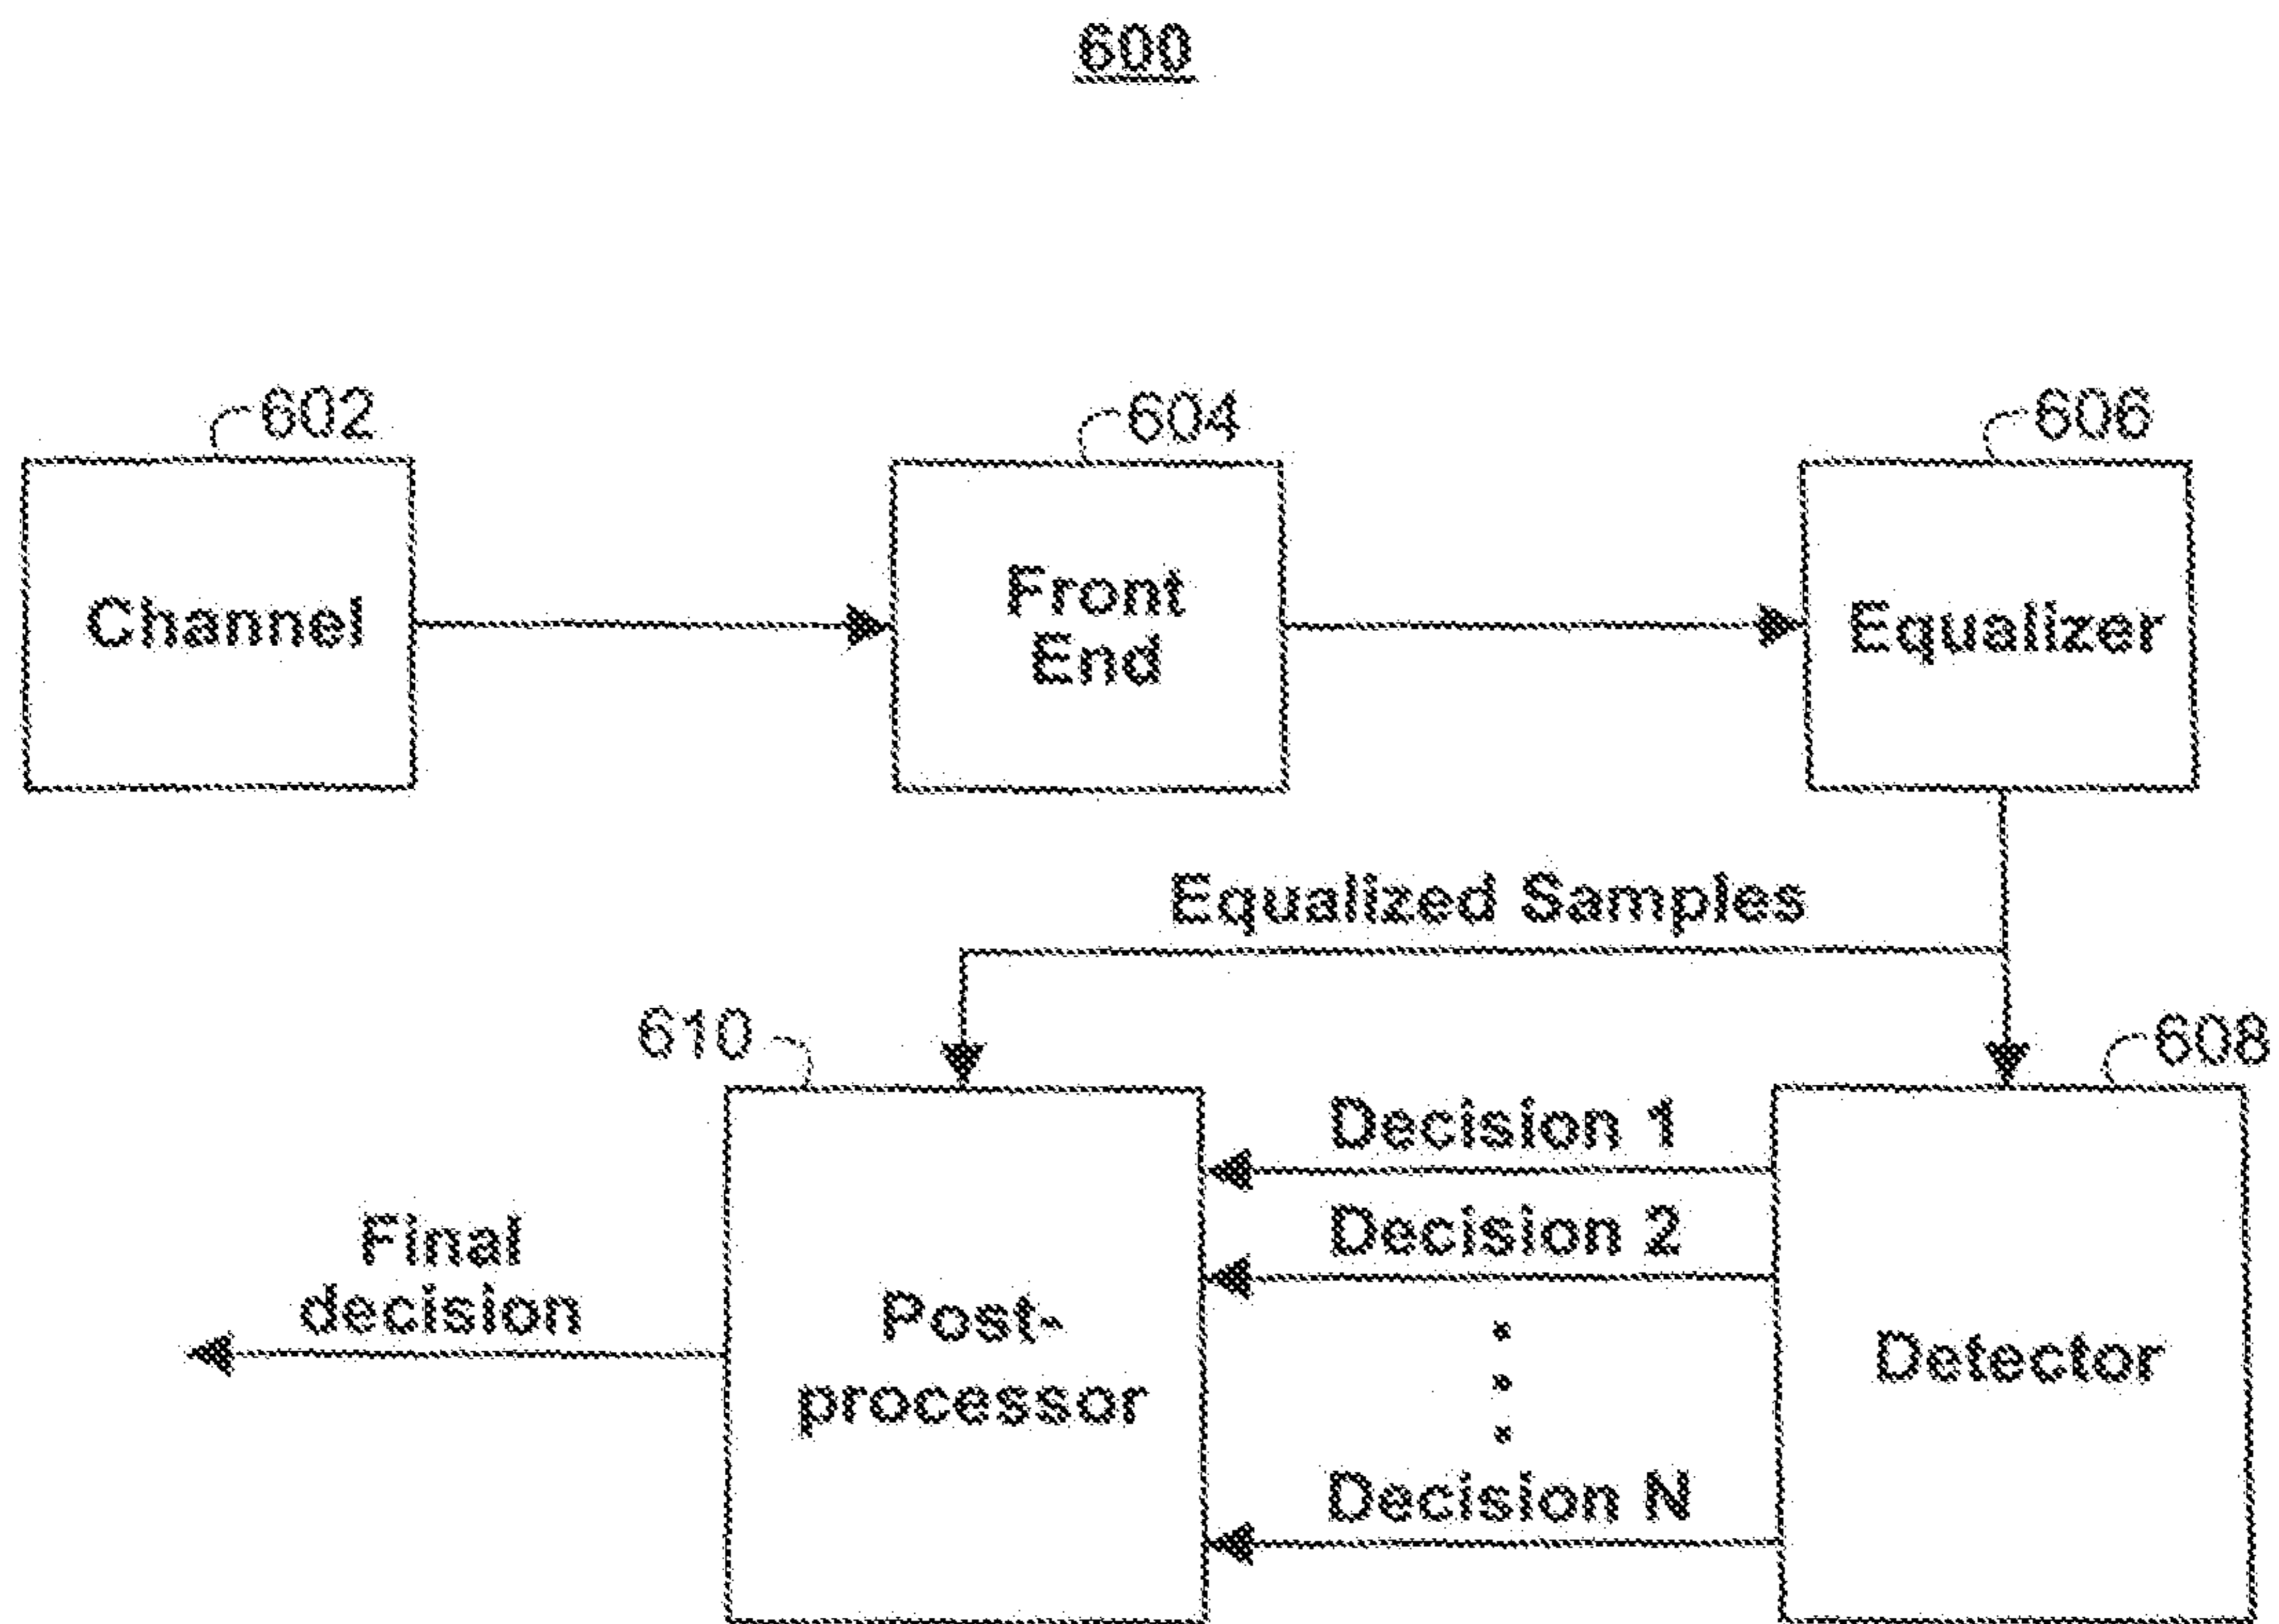 600
602
604
606
Channel
Front
End
Equalizer
Equalized Samples
610
608
Decision 1
Decision 2
Final
decision
Post-
processor
Detector
Decision N